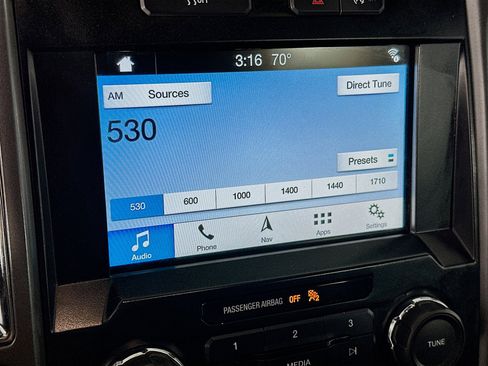 3:16 70°
AM Sources
Direct Tune
530
Presets
530 600 1000 1400 1440 1710
Audio Phone Nav Apps Settings
PASSENGER AIRBAG OFF
1 2 3
MEDIA
TUNE